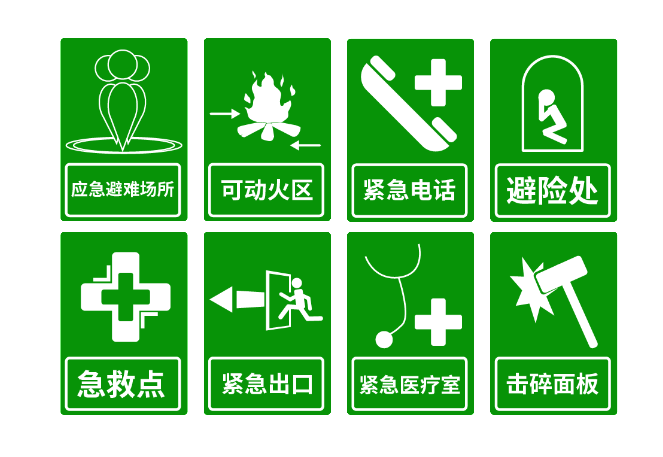 应急避难场所
可动火区
紧急电话
避险处
急救点
紧急出口
紧急医疗室
击碎面板